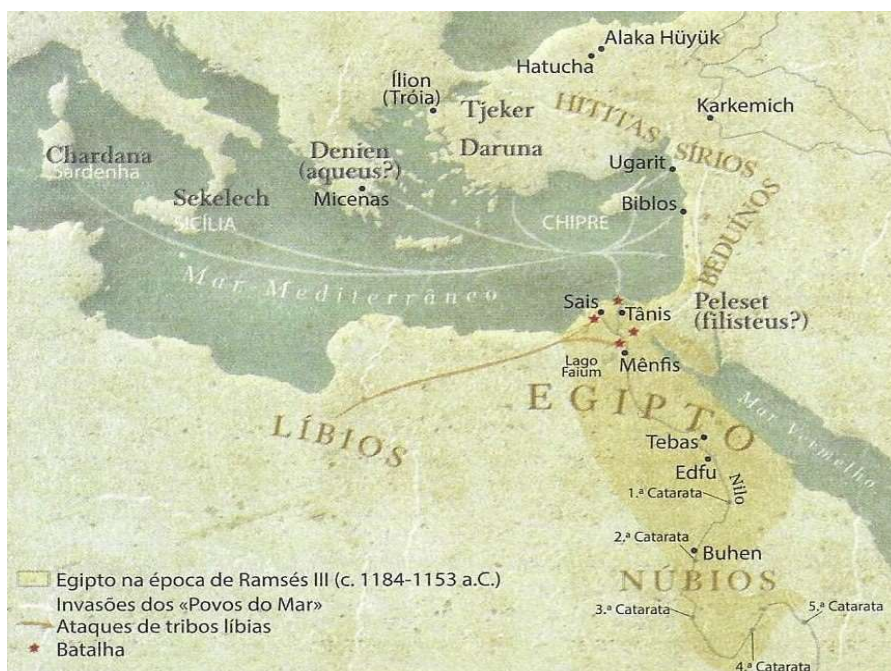 Alaka Hüyük
Hatucha
Ílion
(Tróia)
Tjeker
HITITAS
Karkemich
Chardana
Sardenha
Denien
(aqueus?)
Daruna
Ugarit
SÍRIOS
Sekelech
SICÍLIA
Micenas
CHIPRE
Biblos
BEDUÍNOS
Mar Mediterrâneo
Sais
Tânis
Peleset
(filisteus?)
Lago
Faium
Mênfis
EGIPTO
Mar Vermelho
LÍBIOS
Tebas
Edfu
Nilo
1.ª Catarata
2.ª Catarata
Buhen
NÚBIOS
3.ª Catarata
5.ª Catarata
4.ª Catarata
Egipto na época de Ramsés III (c. 1184-1153 a.C.)
Invasões dos «Povos do Mar»
Ataques de tribos líbias
Batalha